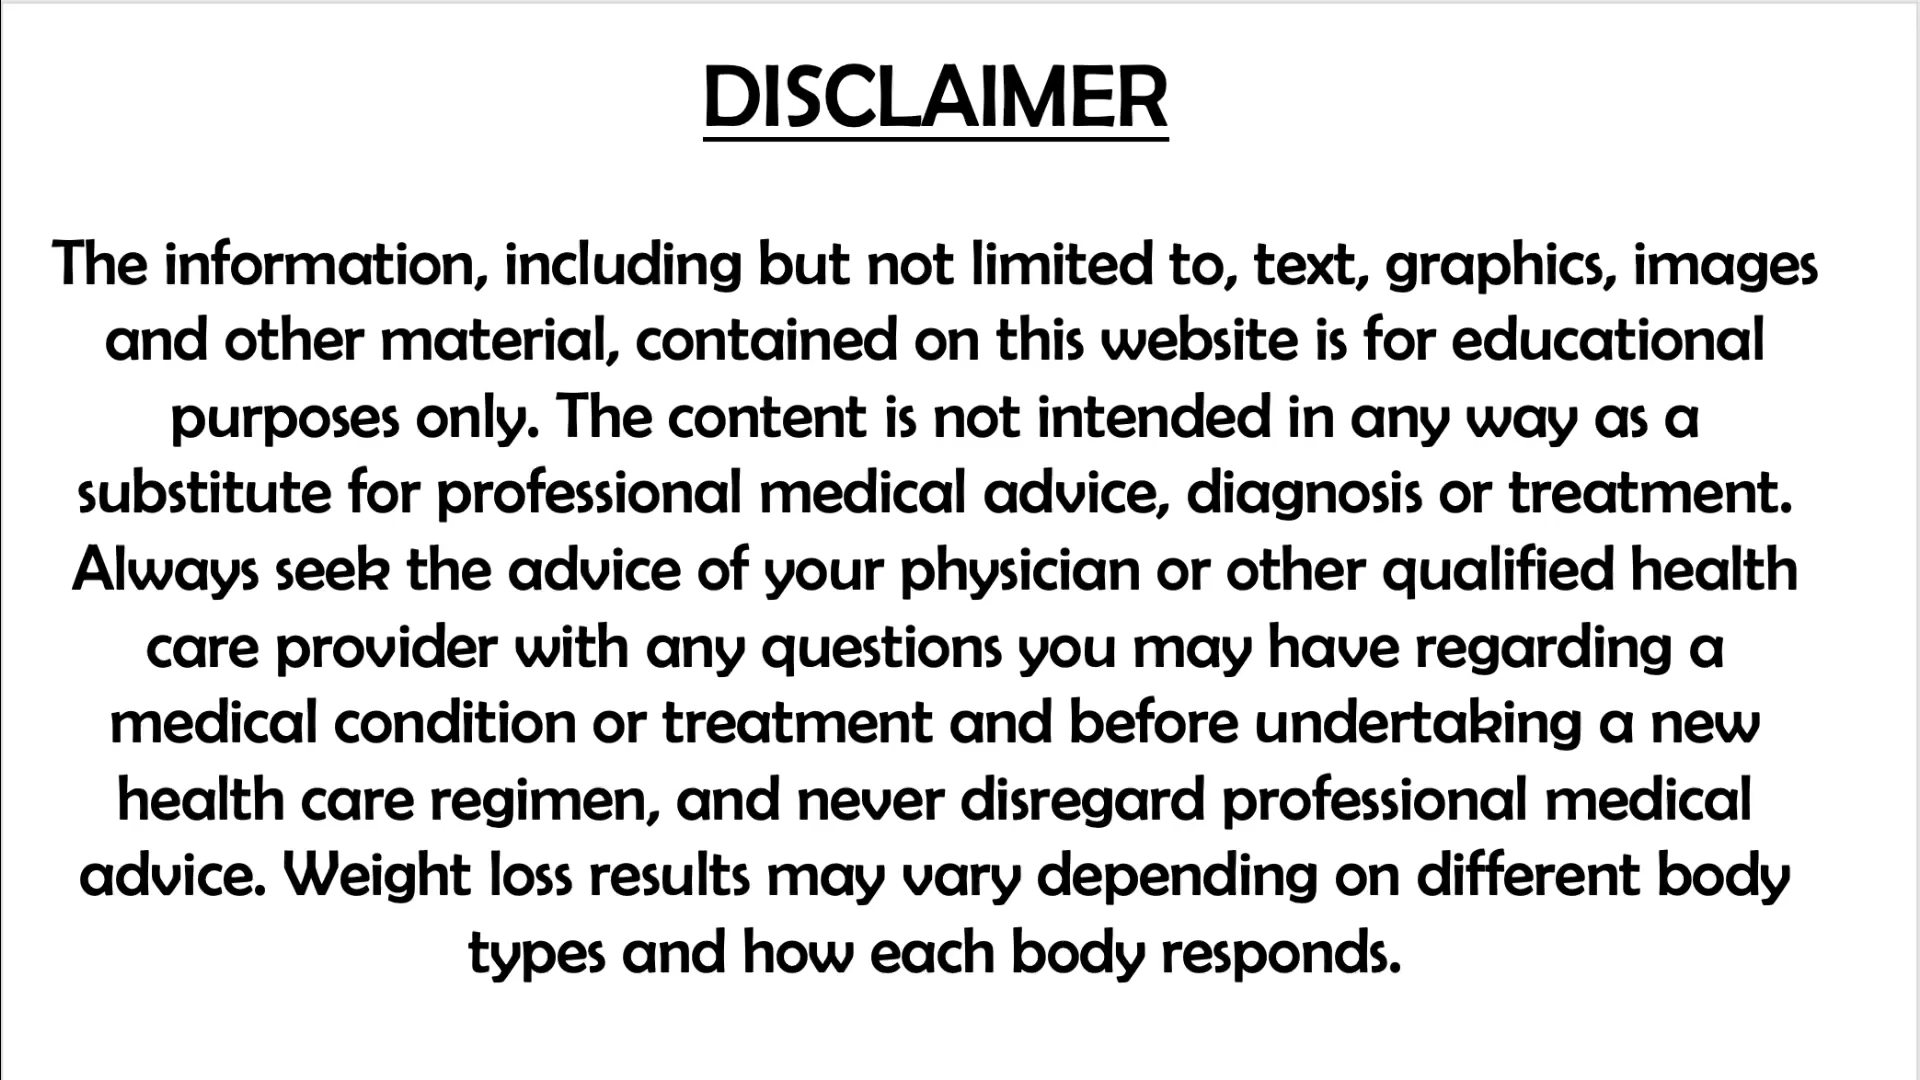 DISCLAIMER
The information, including but not limited to, text, graphics, images
and other material, contained on this website is for educational
purposes only. The content is not intended in any way as a
substitute for professional medical advice, diagnosis or treatment.
Always seek the advice of your physician or other qualified health
care provider with any questions you may have regarding a
medical condition or treatment and before undertaking a new
health care regimen, and never disregard professional medical
advice. Weight loss results may vary depending on different body
types and how each body responds.